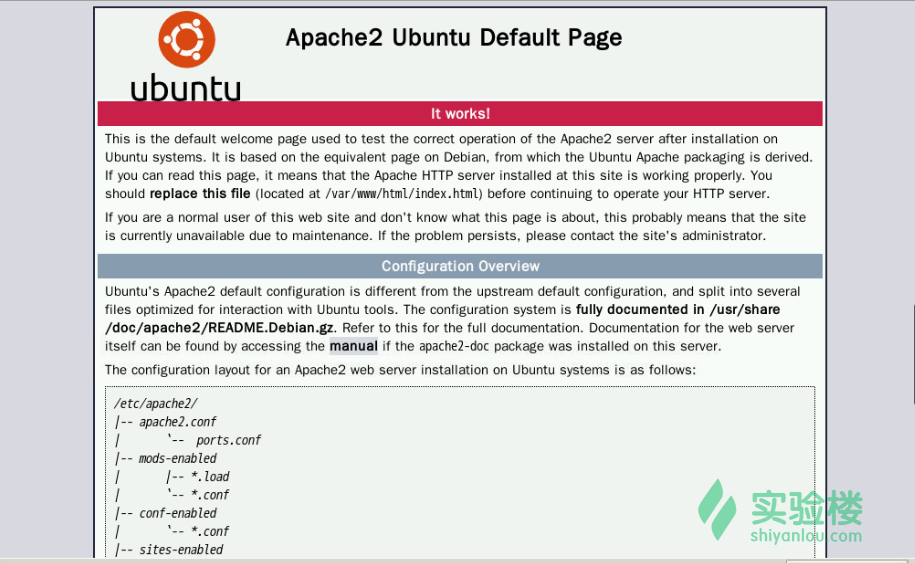 ubuntu
Apache2 Ubuntu Default Page
It works!
This is the default welcome page used to test the correct operation of the Apache2 server after installation on
Ubuntu systems. It is based on the equivalent page on Debian, from which the Ubuntu Apache packaging is derived.
If you can read this page, it means that the Apache HTTP server installed at this site is working properly. You
should replace this file (located at /var/www/html/index.html) before continuing to operate your HTTP server.
If you are a normal user of this web site and don't know what this page is about, this probably means that the site
is currently unavailable due to maintenance. If the problem persists, please contact the site's administrator.
Configuration Overview
Ubuntu's Apache2 default configuration is different from the upstream default configuration, and split into several
files optimized for interaction with Ubuntu tools. The configuration system is fully documented in /usr/share
/doc/apache2/README.Debian.gz. Refer to this for the full documentation. Documentation for the web server
itself can be found by accessing the manual if the apache2-doc package was installed on this server.
The configuration layout for an Apache2 web server installation on Ubuntu systems is as follows:
/etc/apache2/
|-- apache2.conf
|       `--  ports.conf
|-- mods-enabled
|       |-- *.load
|       `-- *.conf
|-- conf-enabled
|       `-- *.conf
|-- sites-enabled
实验楼
shiyanlou.com